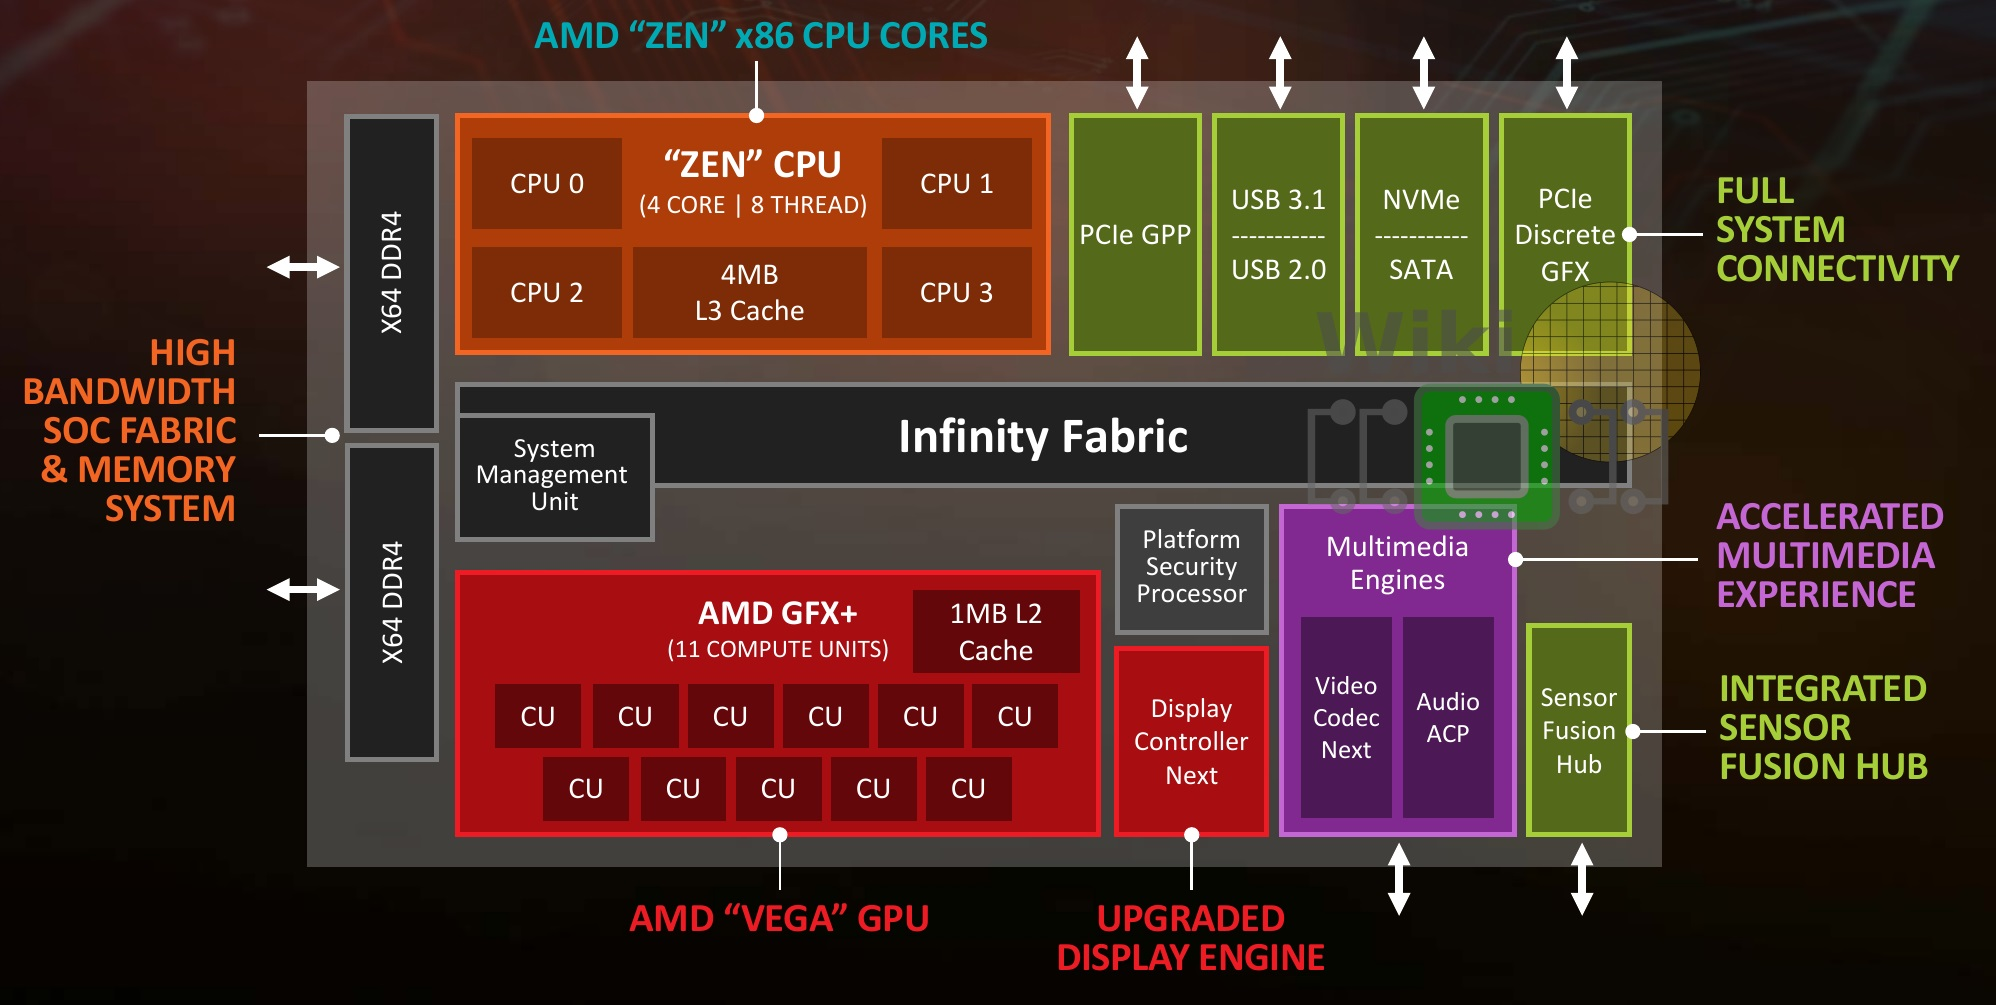 AMD “ZEN” x86 CPU CORES
X64 DDR4
“ZEN” CPU
(4 CORE | 8 THREAD)
CPU 0
CPU 1
CPU 2
4MB
L3 Cache
CPU 3
PCIe GPP
USB 3.1
-----------
USB 2.0
NVMe
-----------
SATA
PCIe
Discrete
GFX
FULL
SYSTEM
CONNECTIVITY
Wiki
HIGH
BANDWIDTH
SOC FABRIC
& MEMORY
SYSTEM
Infinity Fabric
System
Management
Unit
X64 DDR4
Platform
Security
Processor
Multimedia
Engines
ACCELERATED
MULTIMEDIA
EXPERIENCE
AMD GFX+
(11 COMPUTE UNITS)
1MB L2
Cache
CU CU CU CU CU CU
CU CU CU CU CU
Display
Controller
Next
Video
Codec
Next
Audio
ACP
Sensor
Fusion
Hub
INTEGRATED
SENSOR
FUSION HUB
AMD “VEGA” GPU
UPGRADED
DISPLAY ENGINE